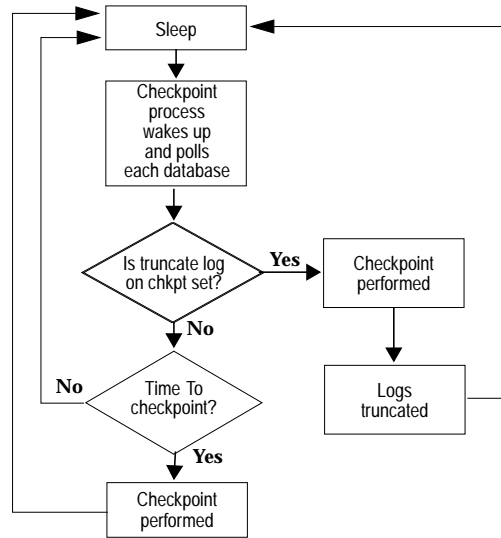 Sleep
Checkpoint
process
wakes up
and polls
each database
Is truncate log
on chkpt set?
Yes
Checkpoint
performed
No
Logs
truncated
No
Time To
checkpoint?
Yes
Checkpoint
performed